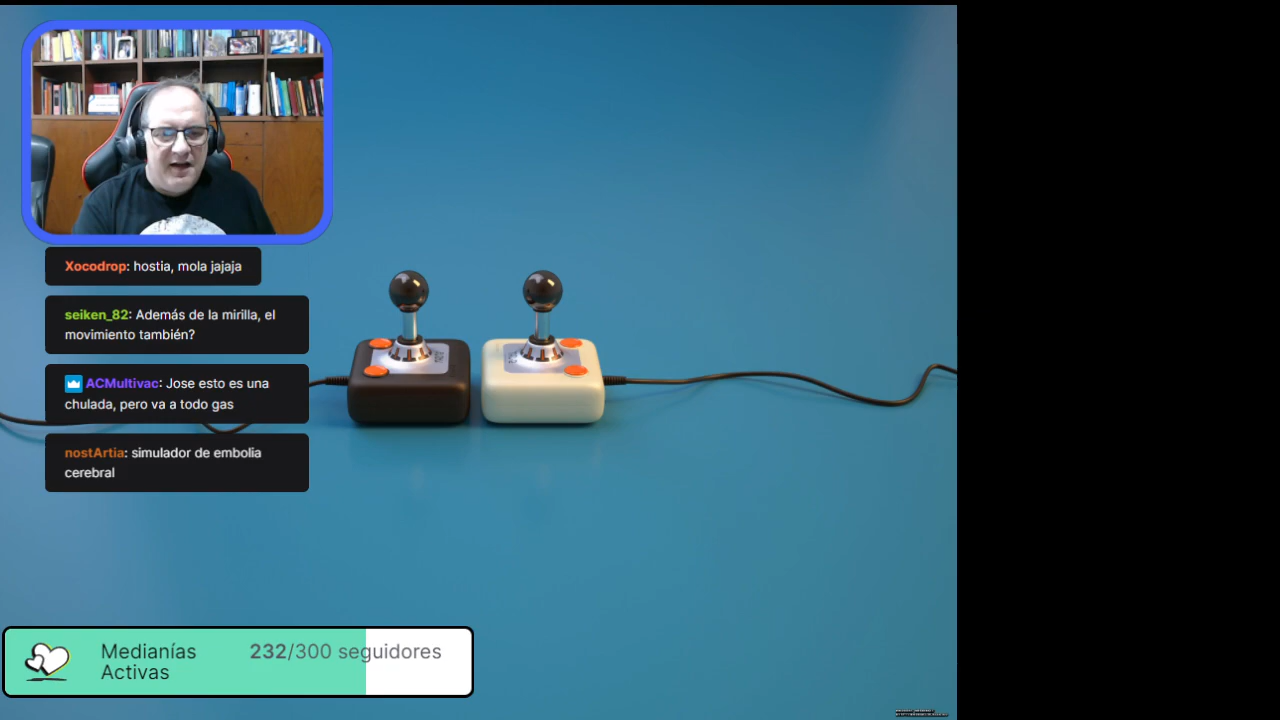 Xocodrop: hostia, mola jajaja
seiken_82: Además de la mirilla, el
movimiento también?
ACMultivac: Jose esto es una
chulada, pero va a todo gas
nostArtia: simulador de embolia
cerebral
Medianías
Activas
232/300 seguidores